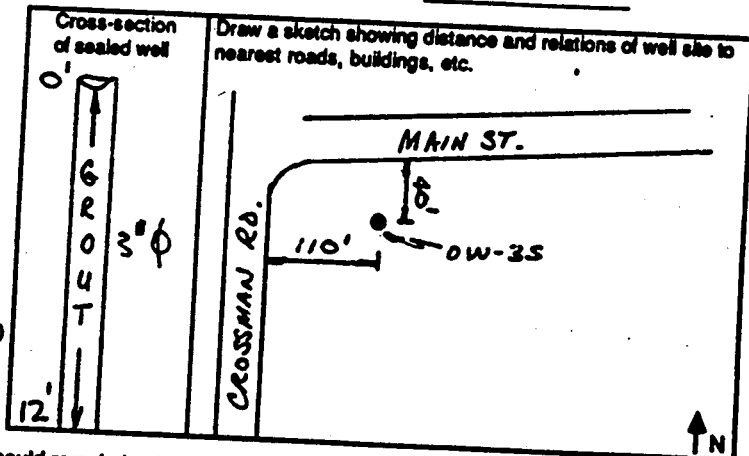 Cross-section
of sealed well
Draw a sketch showing distance and relations of well site to
nearest roads, buildings, etc.
0'
GROUT
3"ϕ
12'
MAIN ST.
CROSSMAN RD.
110'
OW-3S
N